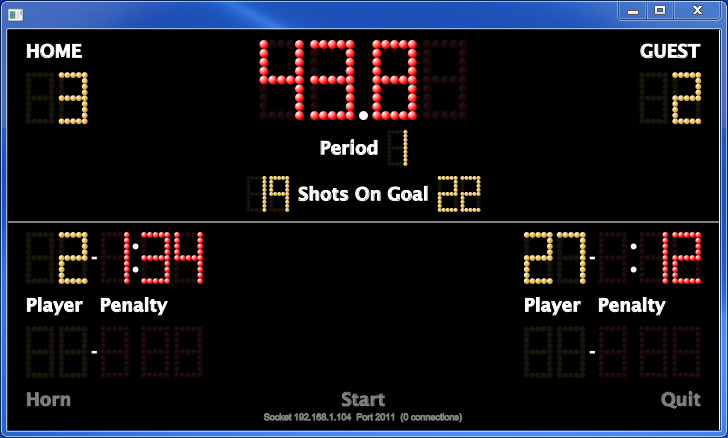 HOME 43.8 GUEST
3 2
Period 1
19 Shots On Goal 22
2-1:34 27-:12
Player Penalty Player Penalty
- -
Horn Start Quit
Socket 192.168.1.104 Port 2011 (0 connections)